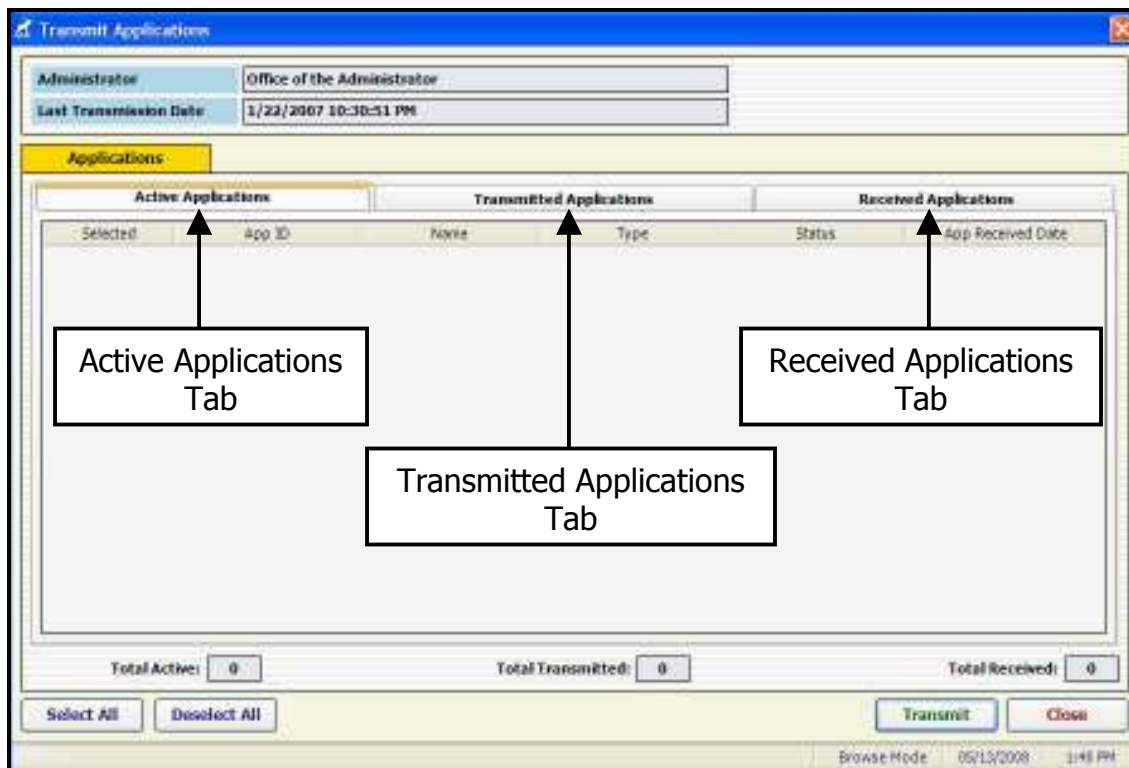 Transmit Applications
Administrator Office of the Administrator
Last Transmission Date 1/22/2007 10:30:51 PM
Applications
Active Applications Transmitted Applications Received Applications
Selected App ID Name Type Status App Received Date
Active Applications
Tab
Received Applications
Tab
Transmitted Applications
Tab
Total Active: 0 Total Transmitted: 0 Total Received: 0
Select All Deselect All Transmit Close
Browse Mode 05/13/2008 1:48 PM